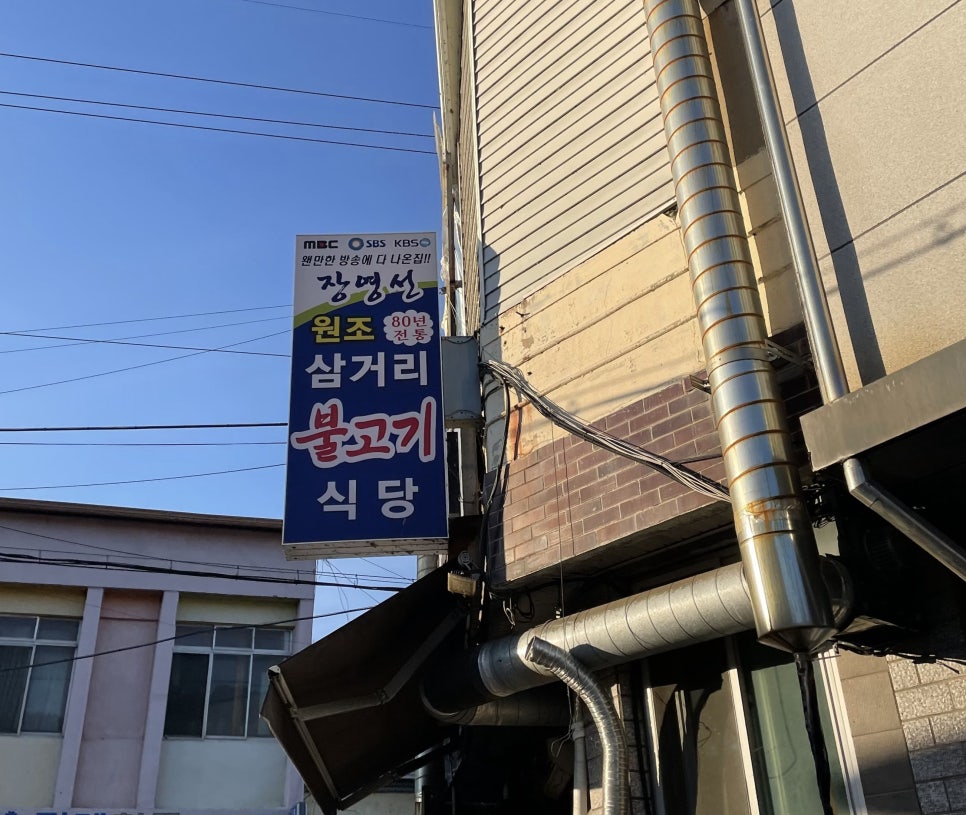 MBC SBS KBS
왠만한 방송에 다 나온집!!
장영선
원조 80년 전통
삼거리
불고기
식당